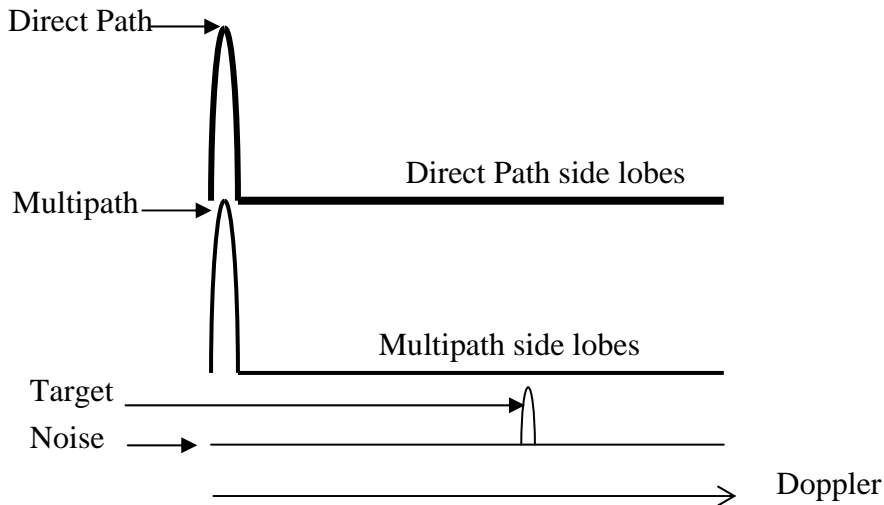 Direct Path
Direct Path side lobes
Multipath
Multipath side lobes
Target
Noise
Doppler